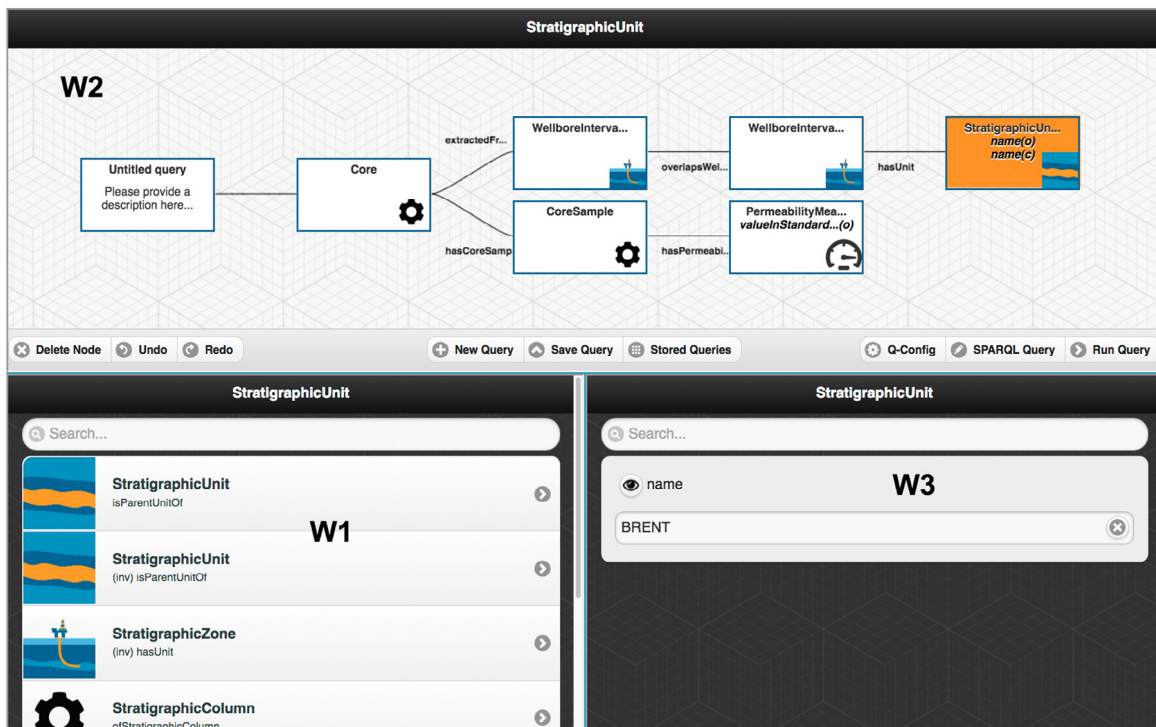 StratigraphicUnit
W2
Untitled query
Please provide a
description here...
Core
extractedFr...
hasCoreSamp
WellboreInterva...
CoreSample
overlapsWel...
hasPermeabi..
WellboreInterva...
PermeabilityMea...
valueInStandard...(o)
hasUnit
StratigraphicUn...
name(o)
name(c)
Delete Node Undo Redo New Query Save Query Stored Queries Q-Config SPARQL Query Run Query
StratigraphicUnit
Search...
StratigraphicUnit
isParentUnitOf
W1
StratigraphicUnit
(inv) isParentUnitOf
StratigraphicZone
(inv) hasUnit
StratigraphicColumn
ofStratigraphicColumn
StratigraphicUnit
Search...
name
W3
BRENT